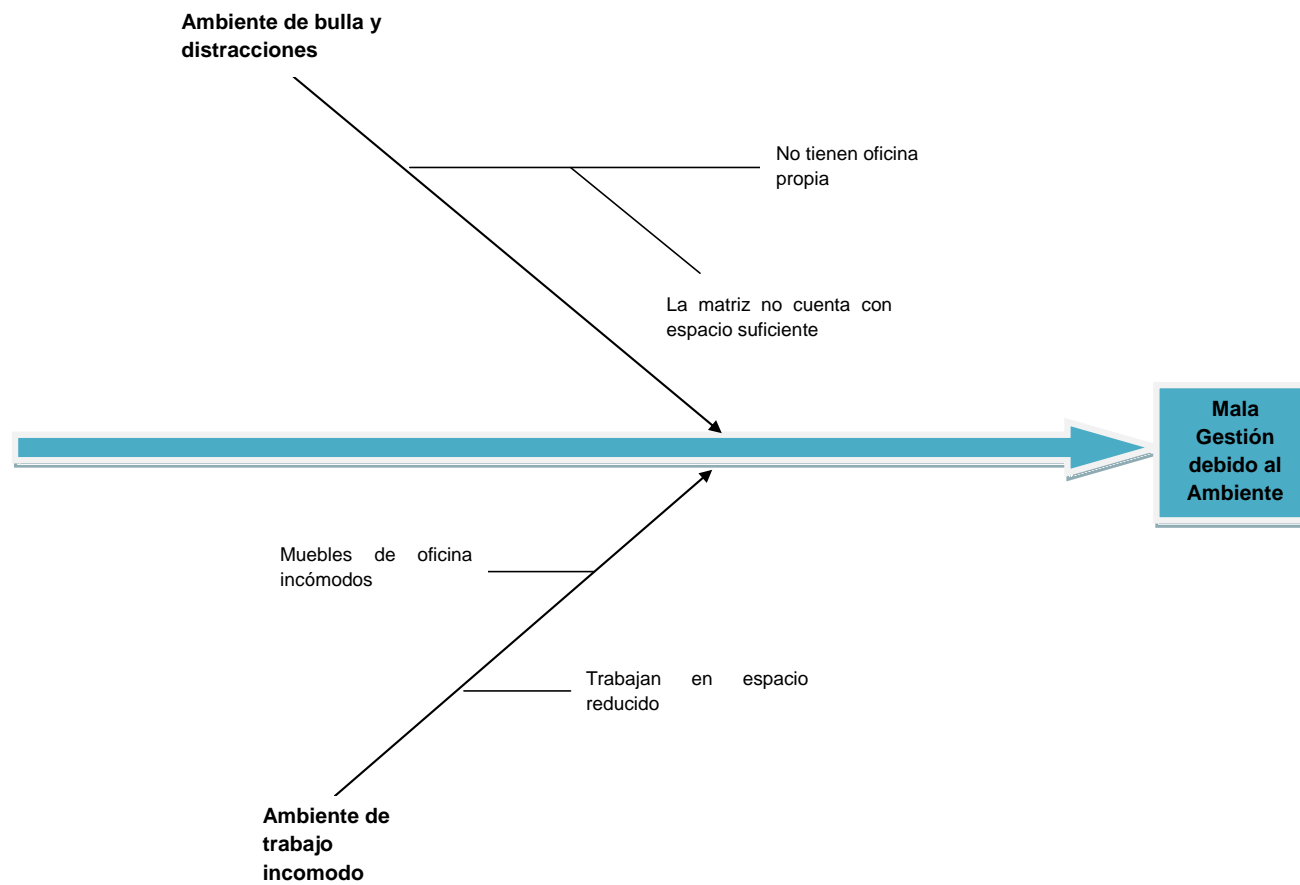 Ambiente de bulla y
distracciones
No tienen oficina
propia
La matriz no cuenta con
espacio suficiente
Mala
Gestión
debido al
Ambiente
Muebles de oficina
incómodos
Trabajan en espacio
reducido
Ambiente de
trabajo
incomodo